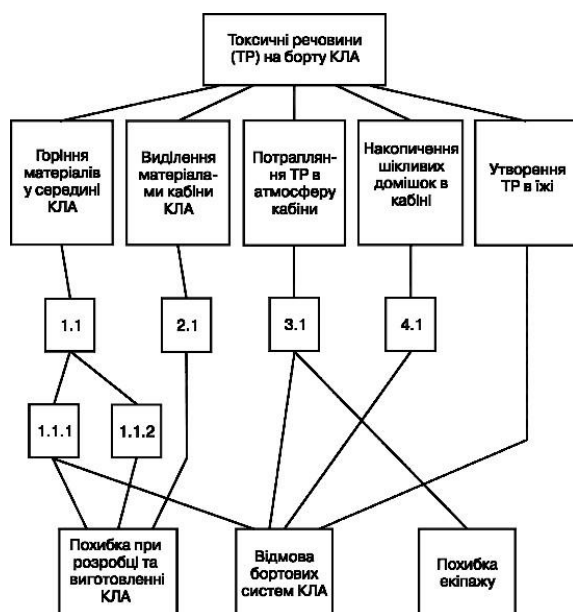 Токсичні речовини
(ТР) на борту КЛА
Горіння
матеріалів
у середині
КЛА
Виділення
матеріала-
ми кабіни
КЛА
Потраплян-
ня ТР в
атмосферу
кабіни
Накопичення
шікливих
домішок в
кабіні
Утворення
ТР в їжі
1.1
2.1
3.1
4.1
1.1.1
1.1.2
Похибка при
розробці та
виготовленні
КЛА
Відмова
бортових
систем КЛА
Похибка
екіпажу